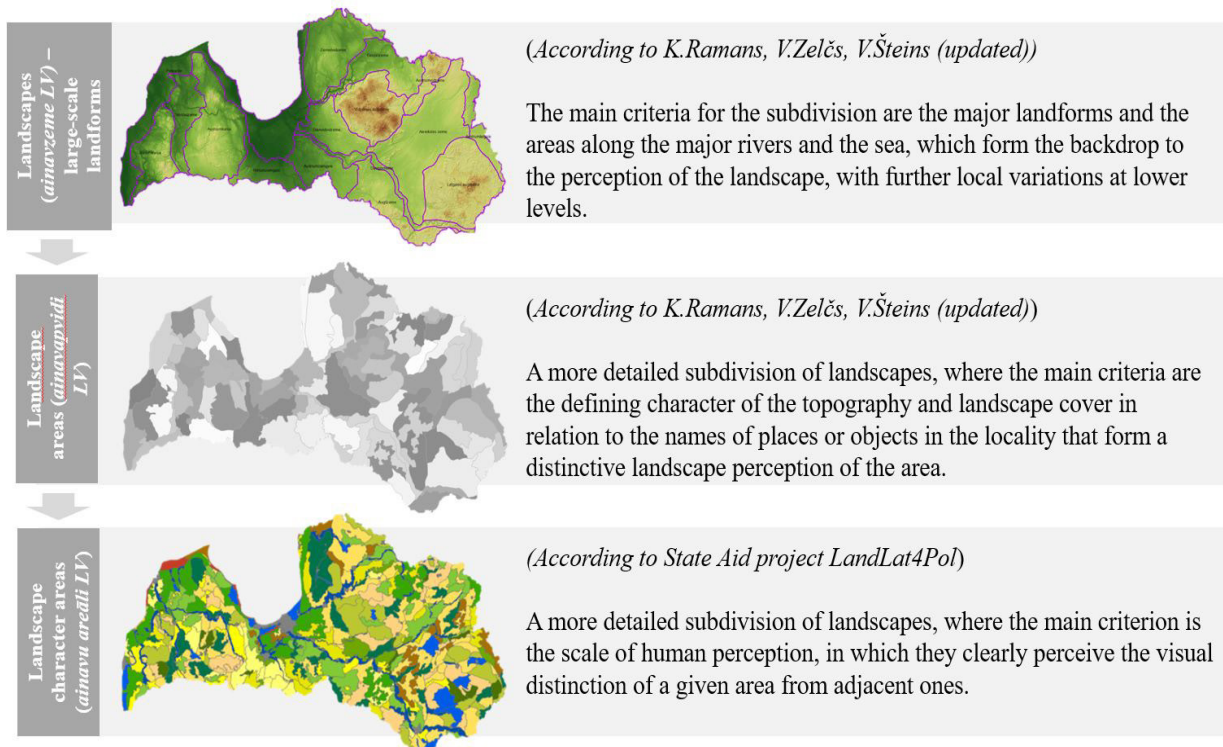 Landscapes
(ainavzeme LV) –
large-scale
landforms
(According to K.Ramans, V.Zelčs, V.Šteins (updated))
The main criteria for the subdivision are the major landforms and the
areas along the major rivers and the sea, which form the backdrop to
the perception of the landscape, with further local variations at lower
levels.
Landscape
areas (ainavapvidi
LV)
(According to K.Ramans, V.Zelčs, V.Šteins (updated))
A more detailed subdivision of landscapes, where the main criteria are
the defining character of the topography and landscape cover in
relation to the names of places or objects in the locality that form a
distinctive landscape perception of the area.
Landscape
character areas
(ainavu areāli LV)
(According to State Aid project LandLat4Pol)
A more detailed subdivision of landscapes, where the main criterion is
the scale of human perception, in which they clearly perceive the visual
distinction of a given area from adjacent ones.